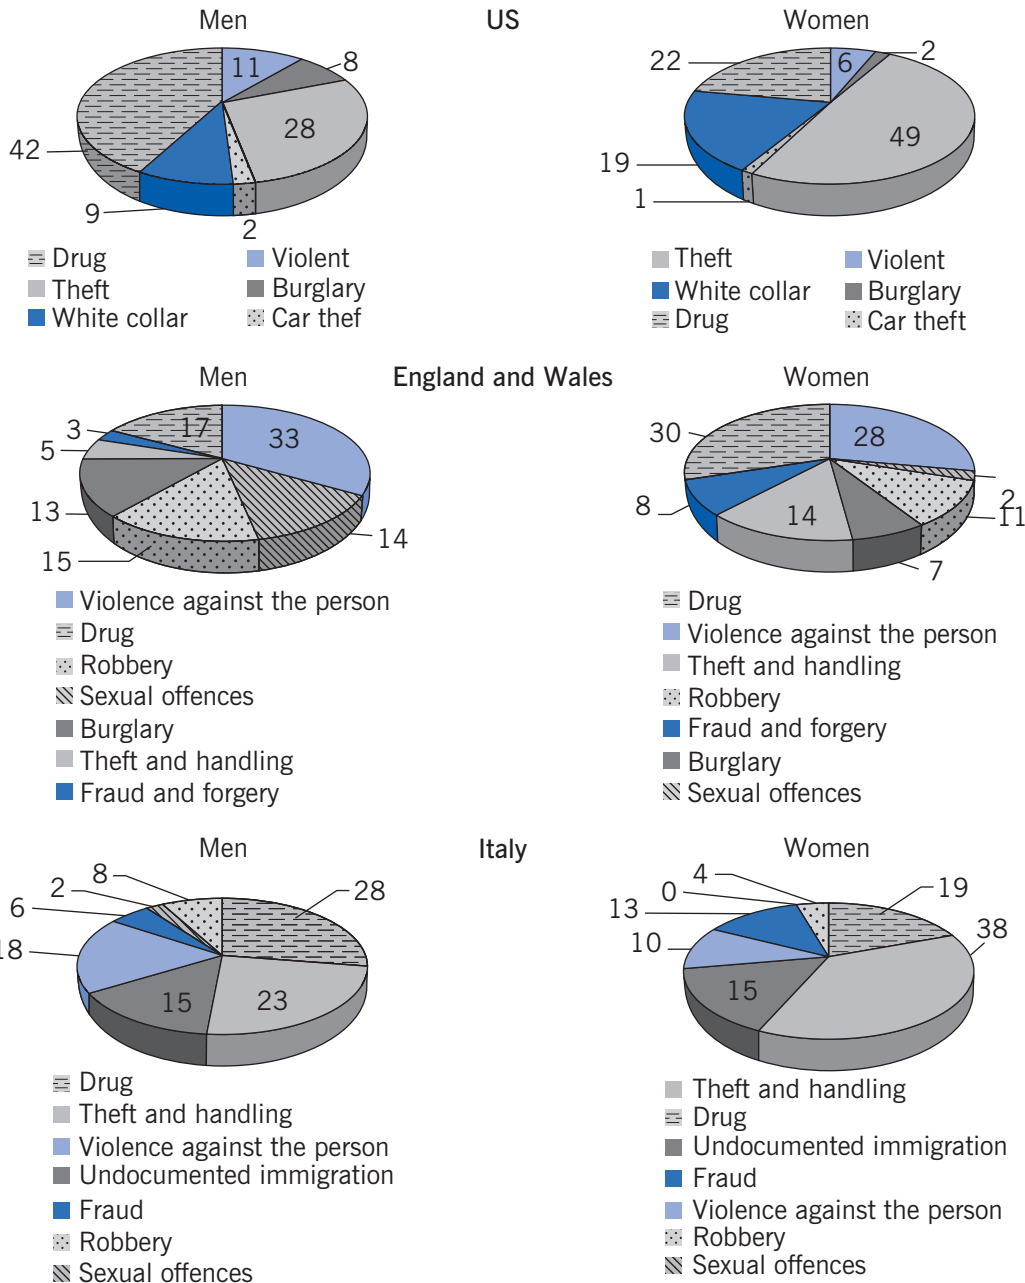 Men US Women
11
8
28
42
9
2
22
6
2
49
19
1
Drug Violent
Theft Burglary
White collar Car thef
Theft Violent
White collar Burglary
Drug Car theft
Men England and Wales Women
3
17
33
5
13
15
14
30
28
8
14
2
11
7
Violence against the person
Drug
Robbery
Sexual offences
Burglary
Theft and handling
Fraud and forgery
Drug
Violence against the person
Theft and handling
Robbery
Fraud and forgery
Burglary
Sexual offences
Men Italy Women
8
2
28
6
18
15
23
4
0
19
13
38
10
15
Drug
Theft and handling
Violence against the person
Undocumented immigration
Fraud
Robbery
Sexual offences
Theft and handling
Drug
Undocumented immigration
Fraud
Violence against the person
Robbery
Sexual offences